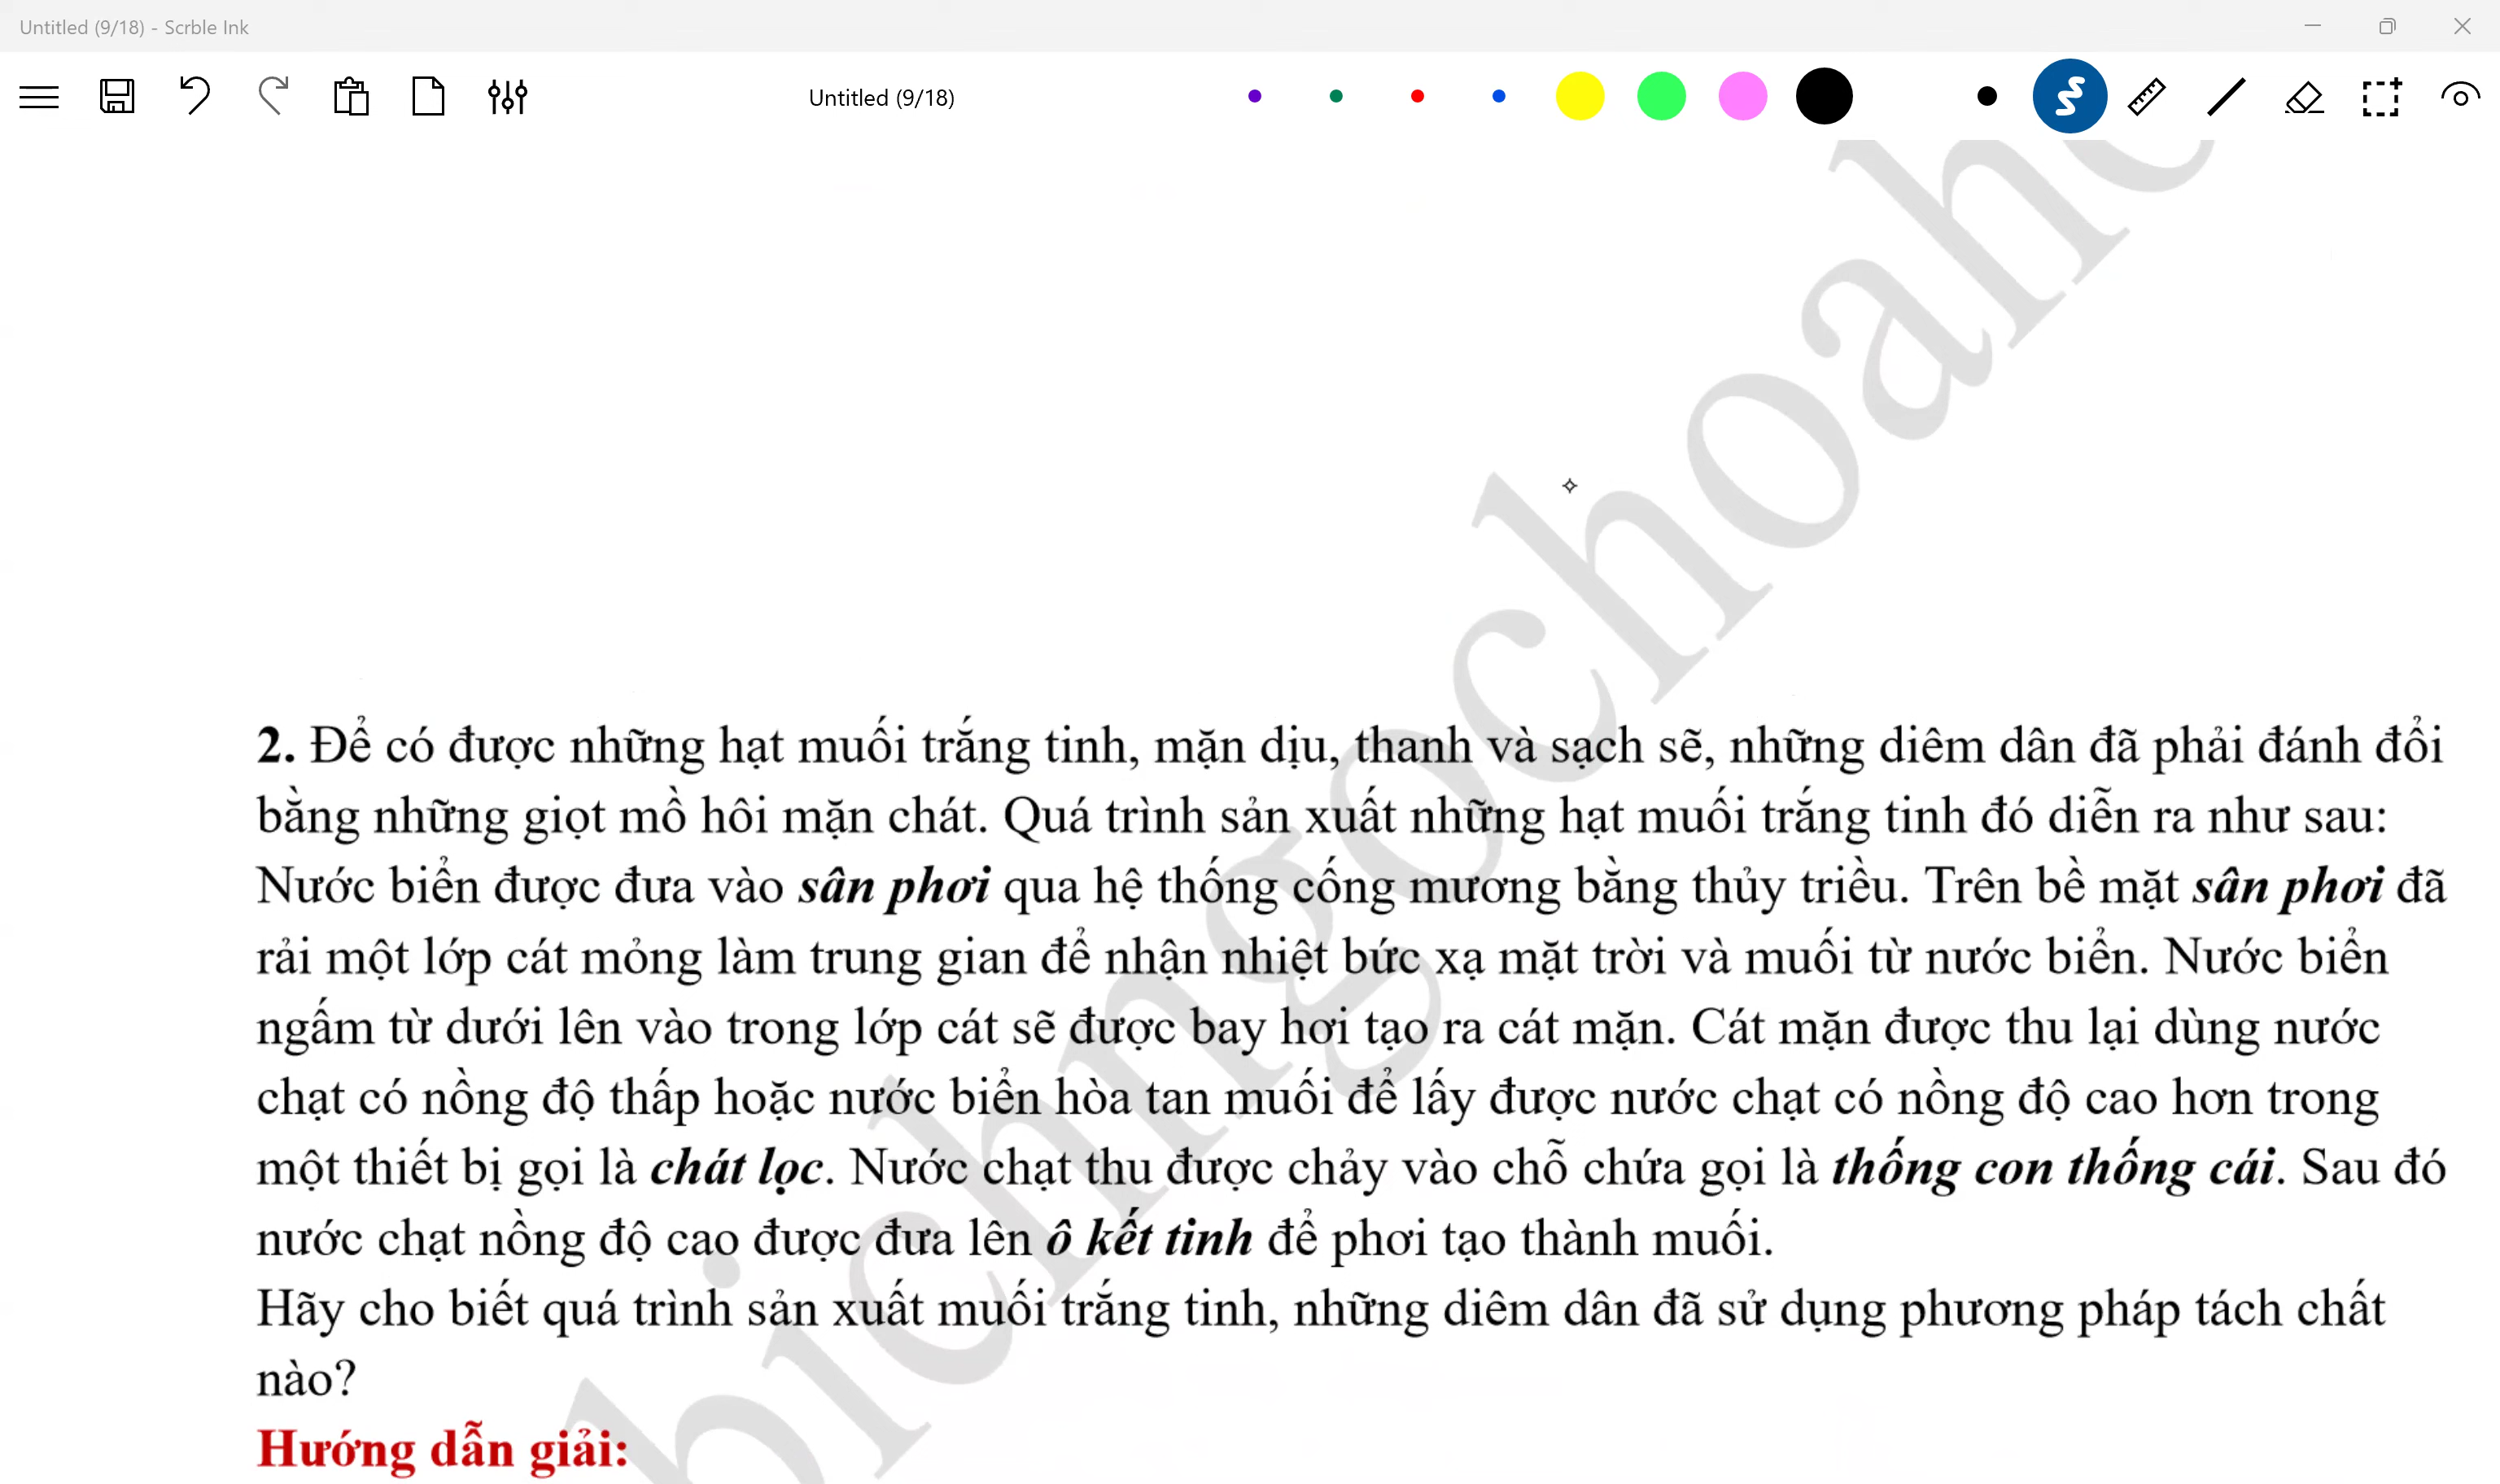 Untitled (9/18) - Scrble Ink
Untitled (9/18)
2. Để có được những hạt muối trắng tinh, mặn dịu, thanh và sạch sẽ, những diêm dân đã phải đánh đổi
bằng những giọt mồ hôi mặn chát. Quá trình sản xuất những hạt muối trắng tinh đó diễn ra như sau:
Nước biển được đưa vào sân phơi qua hệ thống cống mương bằng thủy triều. Trên bề mặt sân phơi đã
rải một lớp cát mỏng làm trung gian để nhận nhiệt bức xạ mặt trời và muối từ nước biển. Nước biển
ngấm từ dưới lên vào trong lớp cát sẽ được bay hơi tạo ra cát mặn. Cát mặn được thu lại dùng nước
chạt có nồng độ thấp hoặc nước biển hòa tan muối để lấy được nước chạt có nồng độ cao hơn trong
một thiết bị gọi là chát lọc. Nước chạt thu được chảy vào chỗ chứa gọi là thống con thống cái. Sau đó
nước chạt nồng độ cao được đưa lên ô kết tinh để phơi tạo thành muối.
Hãy cho biết quá trình sản xuất muối trắng tinh, những diêm dân đã sử dụng phương pháp tách chất
nào?
Hướng dẫn giải:
bichngochoaho